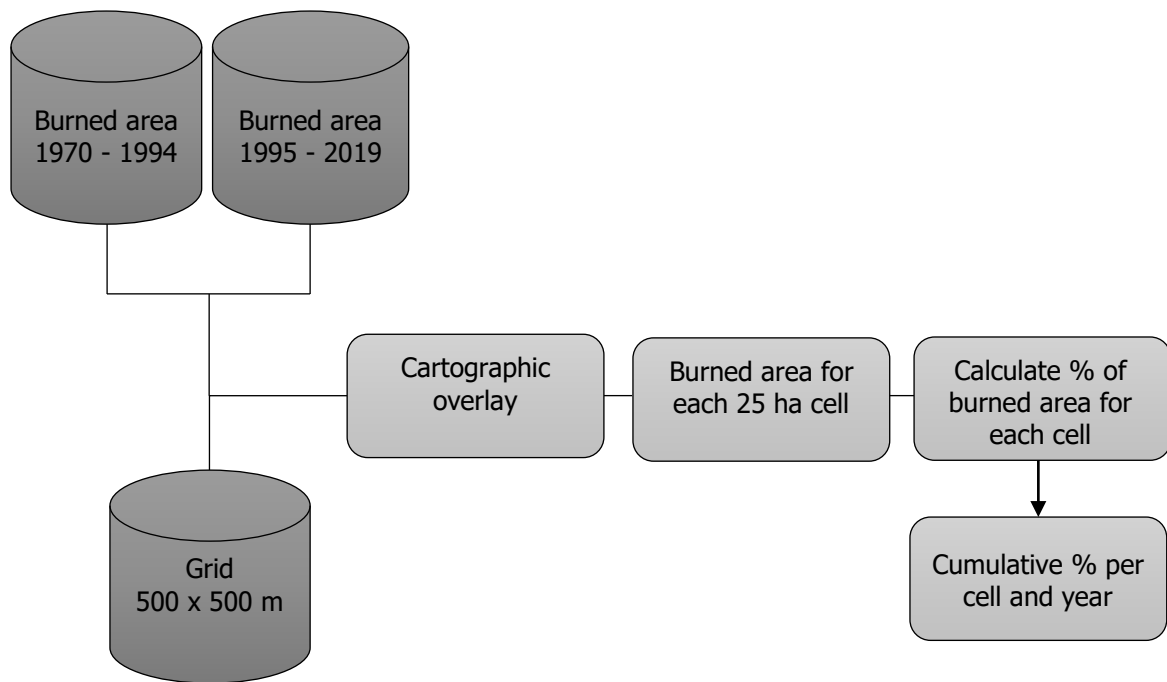 Burned area
1970 - 1994
Burned area
1995 - 2019
Cartographic
overlay
Burned area for
each 25 ha cell
Calculate % of
burned area for
each cell
Grid
500 x 500 m
Cumulative % per
cell and year